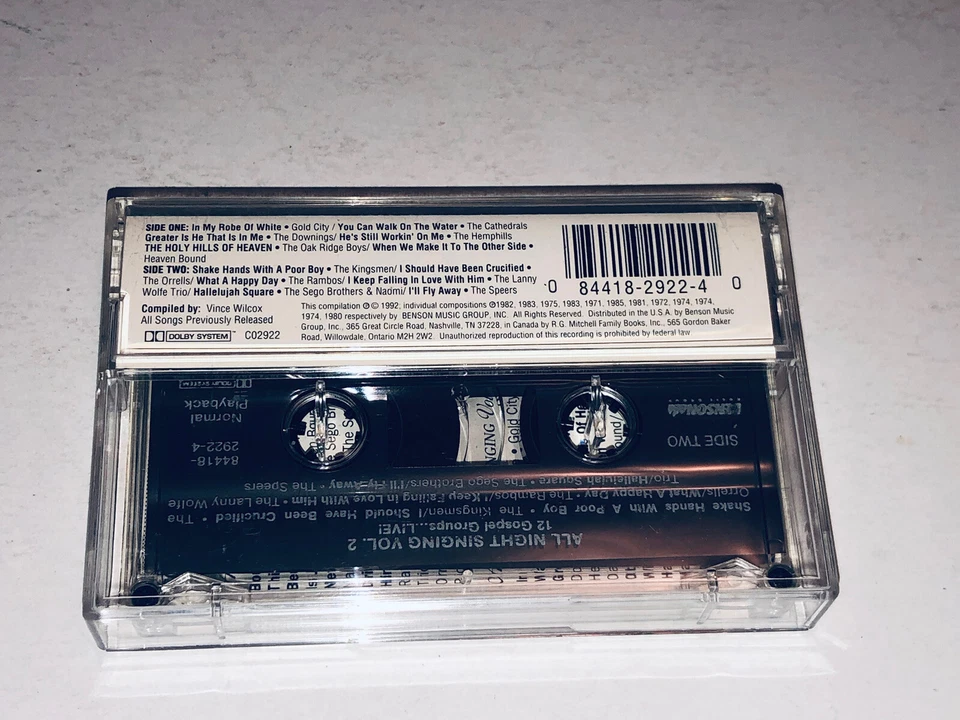 SIDE ONE: In My Robe Of White • Gold City/ You Can Walk On The Water • The Cathedrals
Greater Is He That Is In Me • The Downings/ He's Still Workin' On Me • The Hemphills
THE HOLY HILLS OF HEAVEN • The Oak Ridge Boys/ When We Make It To The Other Side •
Heaven Bound
SIDE TWO: Shake Hands With A Poor Boy • The Kingsmen/ I Should Have Been Crucified •
The Orrells/ What A Happy Day • The Rambos/ I Keep Falling In Love With Him • The Lanny
Wolfe Trio/ Hallelujah Square • The Sego Brothers & Naomi/ I'll Fly Away • The Speers
0 84418-2922-4 0
Compiled by: Vince Wilcox
All Songs Previously Released
DOLBY SYSTEM C02922
This compilation ℗ © 1992, individual compositions ℗1982, 1983, 1975, 1983, 1971, 1985, 1981, 1972, 1974, 1974,
1974, 1980 respectively by BENSON MUSIC GROUP, INC. All Rights Reserved. Distributed in the U.S.A. by Benson Music
Group, Inc., 365 Great Circle Road, Nashville, TN 37228, in Canada by R.G. Mitchell Family Books, Inc., 565 Gordon Baker
Road, Willowdale, Ontario M2H 2W2. Unauthorized reproduction of this recording is prohibited by federal law
ALL NIGHT SINGING VOL. 2
12 Gospel Groups...LIVE!
Shake Hands With A Poor Boy • The Kingsmen/I Should Have Been Crucified • The
Orrells/What A Happy Day • The Rambos/I Keep Falling In Love With Him • The Lanny Wolfe
Trio/Hallelujah Square • The Sego Brothers/I'll Fly Away • The Speers
SIDE TWO
84418-
2922-4
Normal
Playback
• Gold City